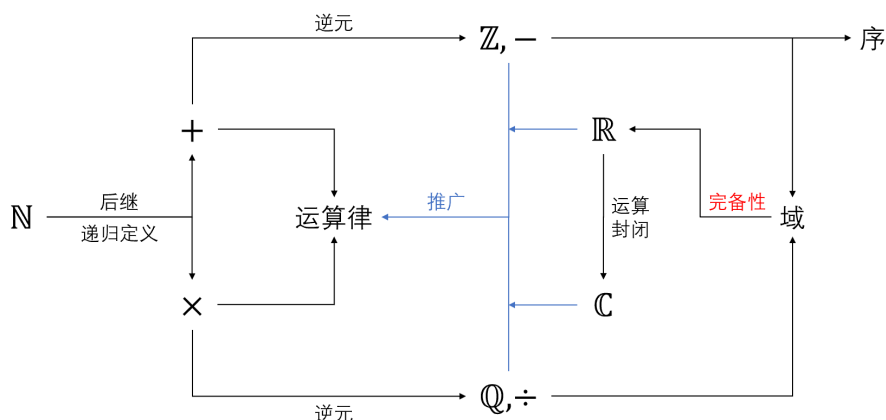 逆元
ℤ, −
序
+
ℝ
后继
ℕ
递归定义
运算律
推广
运算
封闭
完备性
域
×
ℂ
ℚ, ÷
逆元